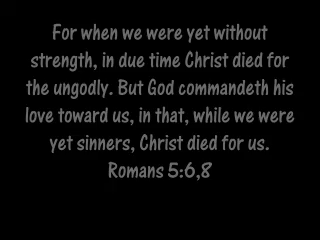 For when we were yet without
strength, in due time Christ died for
the ungodly. But God commandeth his
love toward us, in that, while we were
yet sinners, Christ died for us.
Romans 5:6,8